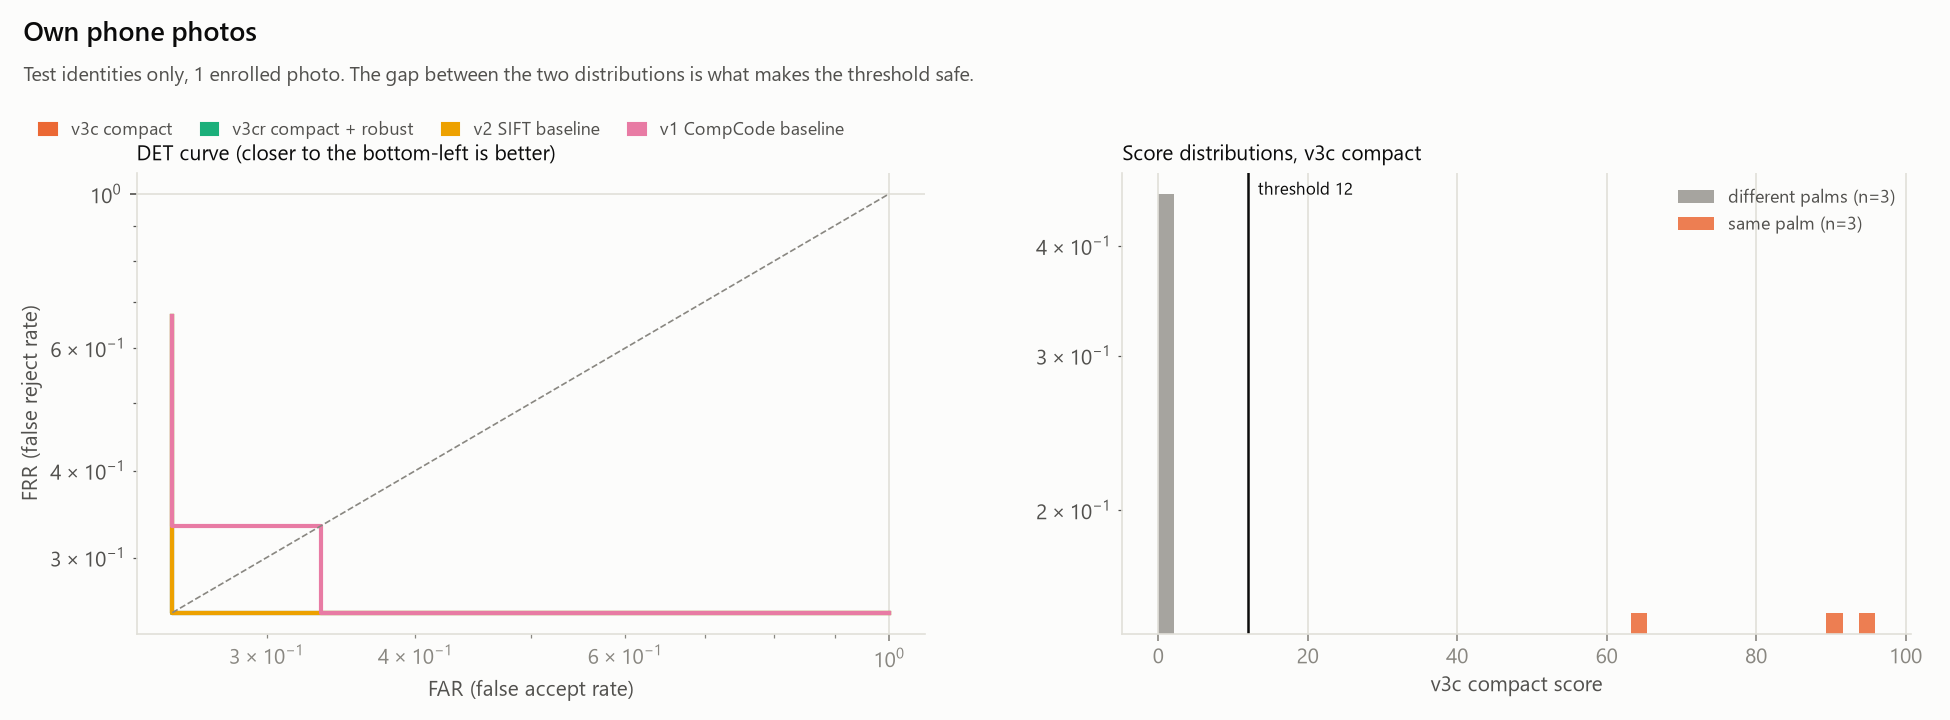 Own phone photos
Test identities only, 1 enrolled photo. The gap between the two distributions is what makes the threshold safe.
v3c compact v3cr compact + robust v2 SIFT baseline v1 CompCode baseline
DET curve (closer to the bottom-left is better)
10⁰
6 × 10⁻¹
4 × 10⁻¹
3 × 10⁻¹
FRR (false reject rate)
3 × 10⁻¹ 4 × 10⁻¹ 6 × 10⁻¹ 10⁰
FAR (false accept rate)
Score distributions, v3c compact
threshold 12
different palms (n=3)
same palm (n=3)
4 × 10⁻¹
3 × 10⁻¹
2 × 10⁻¹
0 20 40 60 80 100
v3c compact score